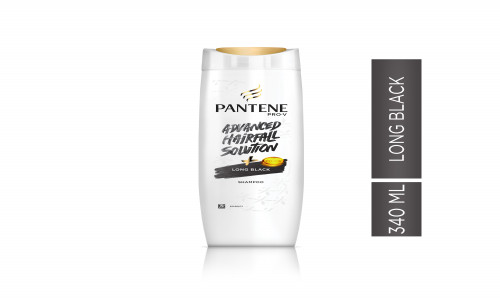 PANTENE
PRO-V
ADVANCED
HAIRFALL
SOLUTION
+
LONG BLACK
SHAMPOO
LONG BLACK
340 ML